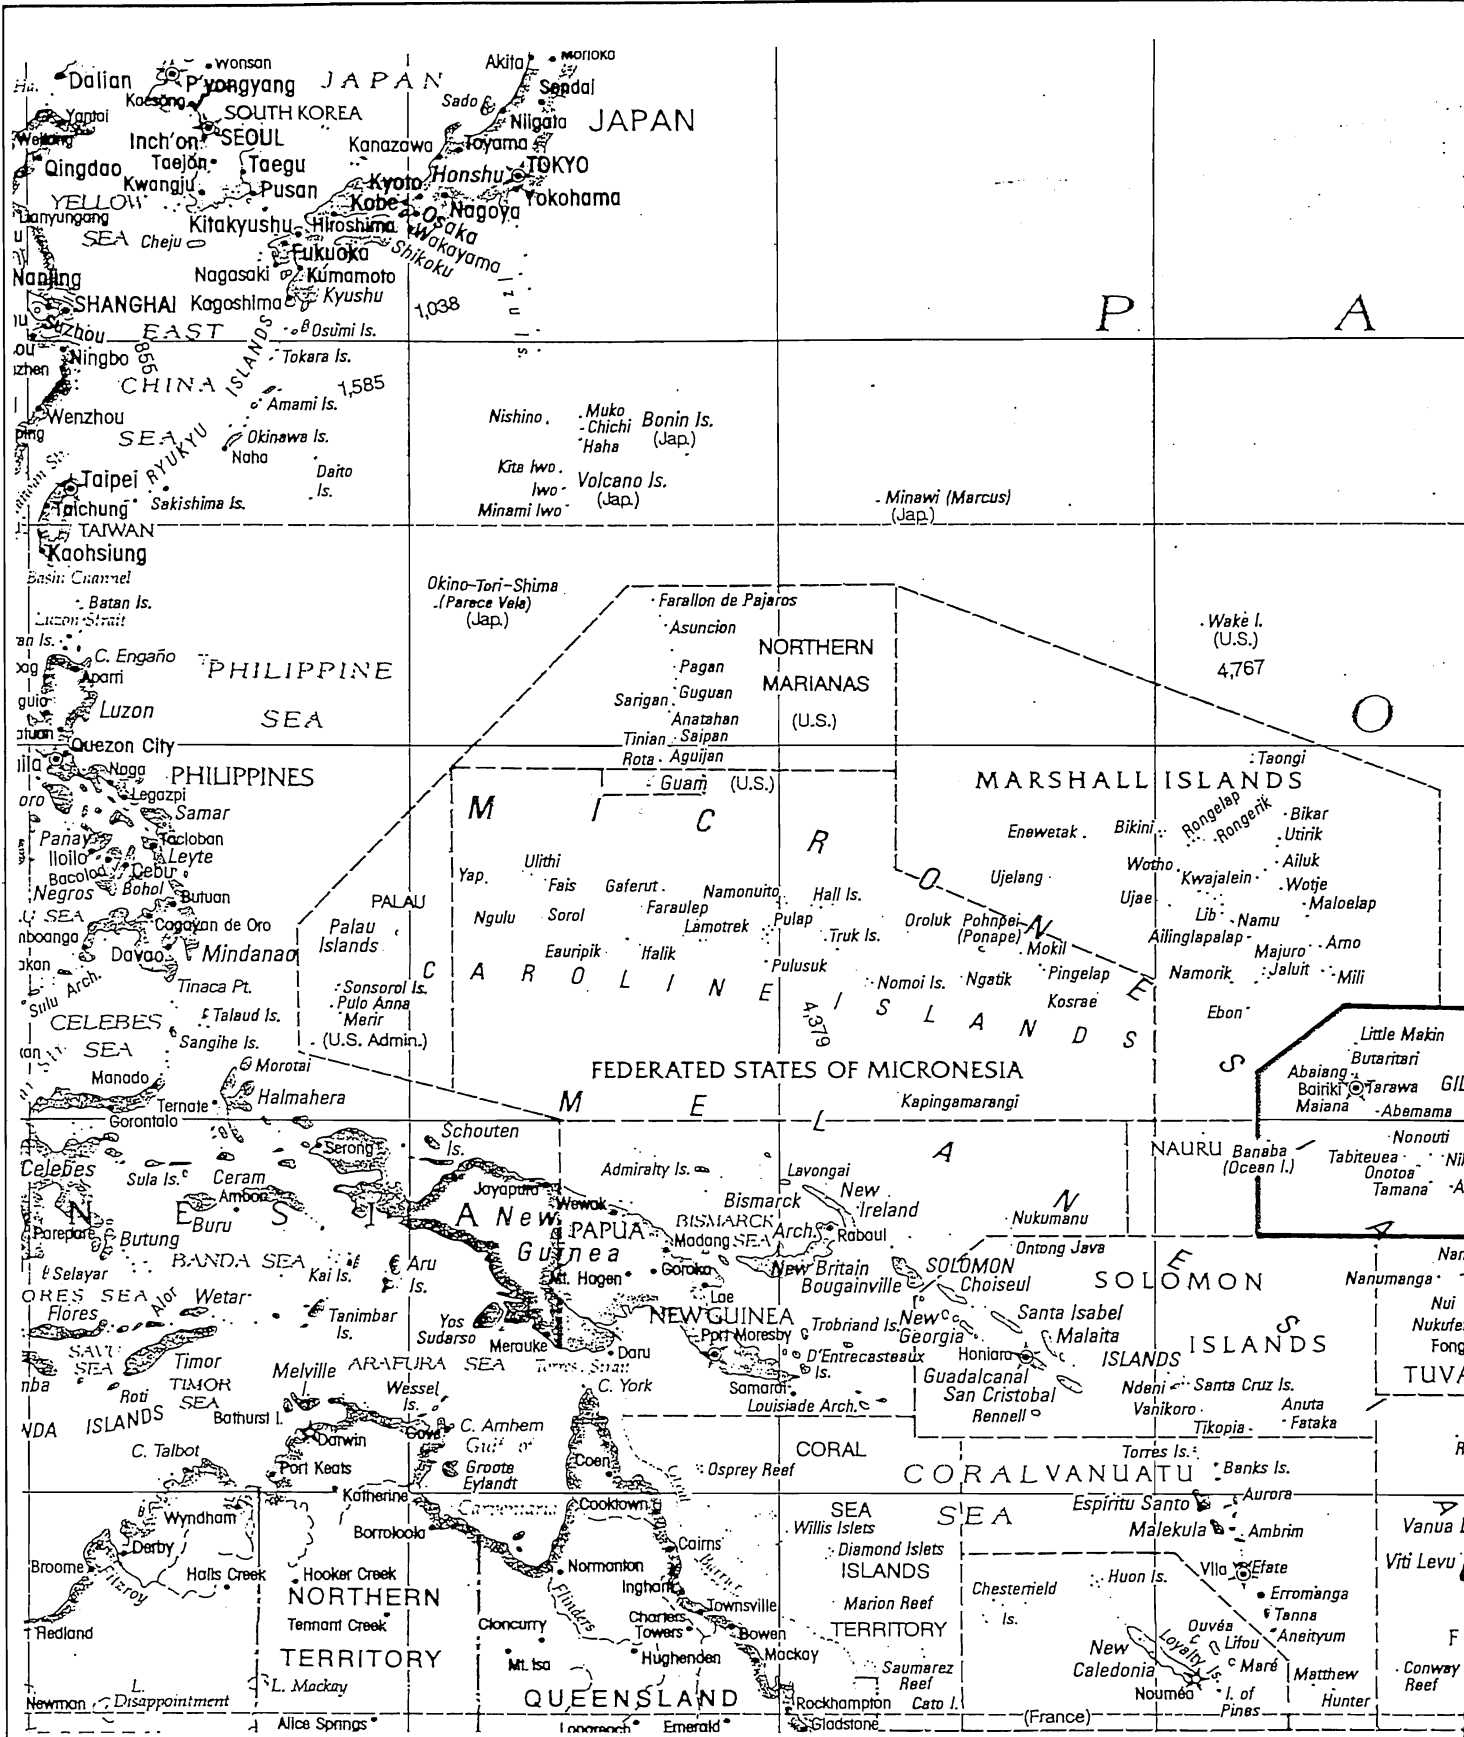 Wonsan
Akita
Morioka
Dalian
P'yongyang
JAPAN
Kaesong
SOUTH KOREA
Sado
Sendai
Yantai
Niigata
JAPAN
Inch'on
SEOUL
Kanazawa
Toyama
Qingdao
Taejon
Taegu
Honshu
TOKYO
Kwangju
Pusan
Kyoto
Yokohama
YELLOW
SEA
Kobe
Nagoya
Lianyungang
Kitakyushu
Hiroshima
Osaka
Wakayama
Cheju
Shikoku
Fukuoka
Nanjing
Nagasaki
Kumamoto
Izu Is.
SHANGHAI
Kagoshima
Kyushu
1,038
P A
Suzhou
EAST
CHINA
SEA
Osumi Is.
Ningbo
855
Tokara Is.
RYUKYU ISLANDS
1,585
Amami Is.
Wenzhou
Okinawa Is.
Naha
Nishino
Muko
Chichi
Haha
Bonin Is.
(Jap.)
Daito
Is.
Kita Iwo
Iwo
Minami Iwo
Volcano Is.
(Jap.)
Taipei
Taichung
Sakishima Is.
Minawi (Marcus)
(Jap.)
TAIWAN
Kaohsiung
Batan Is.
Luzon Strait
Okino-Tori-Shima
(Parece Vela)
(Jap.)
Farallon de Pajaros
Asuncion
Wake I.
(U.S.)
4,767
C. Engaño
Aparri
PHILIPPINE
SEA
NORTHERN
MARIANAS
(U.S.)
Pagan
Guguan
Sarigan
Anatahan
Luzon
O
Tinian
Saipan
Quezon City
Rota
Aguijan
Taongi
Naga
PHILIPPINES
Guam (U.S.)
MARSHALL ISLANDS
Legazpi
Samar
MICRONES
Rongelap
Rongerik
Bikar
Panay
Tacloban
Enewetak
Bikini
Utirik
Iloilo
Leyte
Ulithi
Wotho
Ailuk
Bacolod
Cebu
Yap
Fais
Gaferut
Namonuito
Hall Is.
Ujelang
Kwajalein
Wotje
Negros
Bohol
Butuan
PALAU
Faraulep
Ujae
Maloelap
Cagayan de Oro
Palau
Islands
Ngulu
Sorol
Lamotrek
Pulap
Oroluk
Pohnpei
(Ponape)
Lib
Namu
Davao
Mindanao
Eauripik
Ifalik
Truk Is.
Mokil
Ailinglapalap
Majuro
Arno
Pulusuk
Pingelap
Namorik
Jaluit
Mili
Sulu Arch.
Tinaca Pt.
CAROLINE ISLANDS
Nomoi Is.
Ngatik
Sonsorol Is.
Pulo Anna
Merir
(U.S. Admin.)
Kosrae
Ebon
CELEBES
SEA
Talaud Is.
Sangihe Is.
4,379
Little Makin
Butaritari
Morotai
FEDERATED STATES OF MICRONESIA
Abaiang
Bairiki
Tarawa
Maiana
Abemama
Manado
Halmahera
Ternate
Gorontalo
Kapingamarangi
MELANES
Schouten
Is.
NAURU
Banaba
(Ocean I.)
Nonouti
Tabiteuea
Onotoa
Tamana
Serong
Admiralty Is.
Lavongai
Celebes
Sula Is.
Ceram
Ambon
Jayapura
Wewak
Bismarck
Arch.
New
Ireland
NESIA
Buru
New
Guinea
PAPUA
BISMARCK
SEA
Madang
Rabaul
Nukumanu
Parepare
Butung
Ontong Java
BANDA SEA
Kai Is.
Aru
Is.
Mt. Hagen
Goroka
New Britain
Bougainville
SOLOMON
Choiseul
SOLOMON
ISLANDS
Nanumanga
Selayar
Flores
Alor
Wetar
Lae
NEW GUINEA
Santa Isabel
Nui
Tanimbar
Is.
Yos
Sudarso
Port Moresby
Trobriand Is.
New
Georgia
Malaita
Merauke
Daru
D'Entrecasteaux
Is.
Honiara
ISLANDS
SEA
Timor
ARAFURA SEA
Guadalcanal
TIMOR
SEA
Melville
I.
C. York
Samarai
San Cristobal
Ndeni
Santa Cruz Is.
Roti
Wessel
Is.
Louisiade Arch.
Rennell
Vanikoro
Anuta
Fataka
ISLANDS
Bathurst I.
C. Arnhem
Tikopia
C. Talbot
Darwin
Gove
CORAL
SEA
ISLANDS
TERRITORY
Torres Is.
Port Keats
Groote
Eylandt
Coen
Osprey Reef
CORAL
SEA
VANUATU
Banks Is.
Katherine
Cooktown
Espiritu Santo
Aurora
Wyndham
Borroloola
Willis Islets
Malekula
Ambrim
Derby
Cairns
Diamond Islets
Broome
Halls Creek
Hooker Creek
Normanton
Vila
Efate
Viti Levu
Fitzroy
Flinders
Ingham
Chesterfield
Is.
Huon Is.
Erromanga
NORTHERN
TERRITORY
Townsville
Marion Reef
Tanna
Redland
Tennant Creek
Cloncurry
Charters
Towers
Bowen
Ouvéa
Lifou
Aneityum
Mt. Isa
Hughenden
Mackay
New
Caledonia
Loyalty Is.
Maré
Saumarez
Reef
Matthew
Conway
Reef
Newman
L.
Disappointment
L. Mackay
QUEENSLAND
Nouméa
Hunter
Rockhampton
Cato I.
I. of
Pines
Alice Springs
Longreach
Emerald
Gladstone
(France)